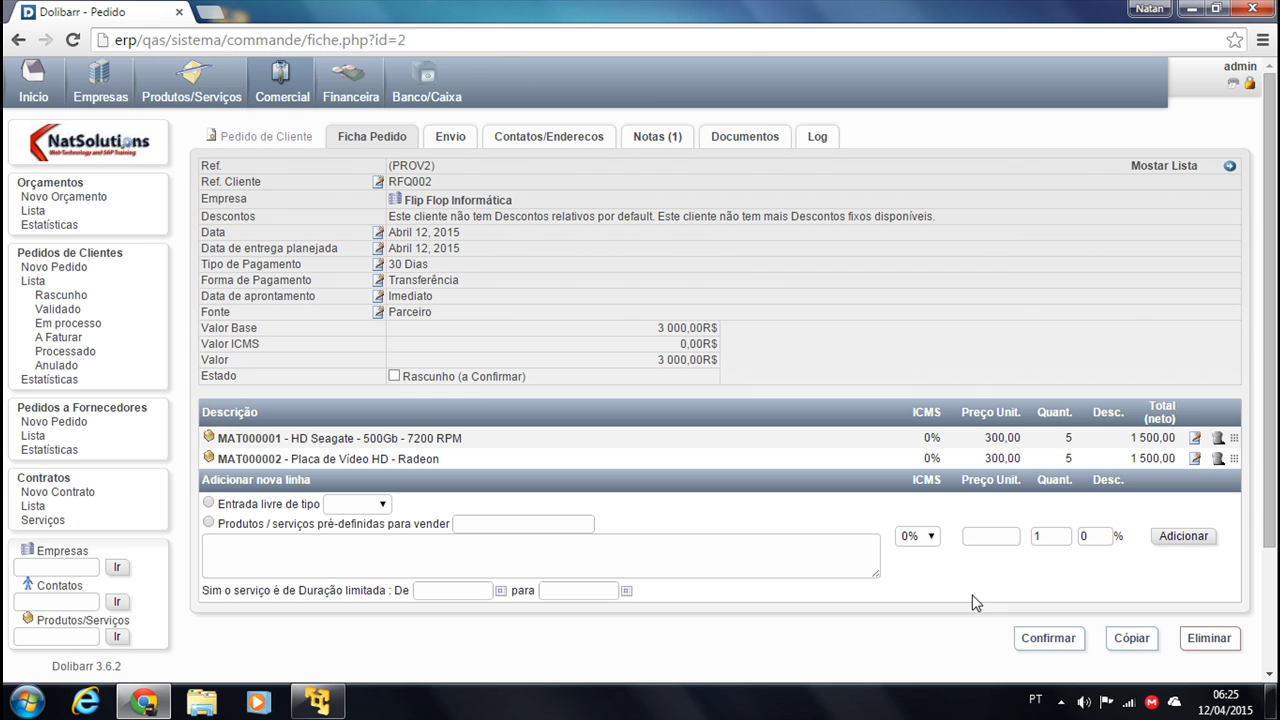 Dolibarr - Pedido
Natan
erp/qas/sistema/commande/fiche.php?id=2
Inicio
Empresas
Produtos/Serviços
Comercial
Financeira
Banco/Caixa
admin
NatSolutions
Web Technology and SAP Training
Orçamentos
Novo Orçamento
Lista
Estatísticas
Pedidos de Clientes
Novo Pedido
Lista
Rascunho
Validado
Em processo
A Faturar
Processado
Anulado
Estatísticas
Pedidos a Fornecedores
Novo Pedido
Lista
Estatísticas
Contratos
Novo Contrato
Lista
Serviços
Empresas
Ir
Contatos
Ir
Produtos/Serviços
Ir
Dolibarr 3.6.2
Pedido de Cliente
Ficha Pedido
Envio
Contatos/Enderecos
Notas (1)
Documentos
Log
Ref. (PROV2) Mostar Lista
Ref. Cliente RFQ002
Empresa Flip Flop Informática
Descontos Este cliente não tem Descontos relativos por default. Este cliente não tem mais Descontos fixos disponíveis.
Data Abril 12, 2015
Data de entrega planejada Abril 12, 2015
Tipo de Pagamento 30 Dias
Forma de Pagamento Transferência
Data de aprontamento Imediato
Fonte Parceiro
Valor Base 3 000,00R$
Valor ICMS 0,00R$
Valor 3 000,00R$
Estado Rascunho (a Confirmar)
Descrição ICMS Preço Unit. Quant. Desc. Total (neto)
MAT000001 - HD Seagate - 500Gb - 7200 RPM 0% 300,00 5 1 500,00
MAT000002 - Placa de Vídeo HD - Radeon 0% 300,00 5 1 500,00
Adicionar nova linha ICMS Preço Unit. Quant. Desc.
Entrada livre de tipo
Produtos / serviços pré-definidas para vender
0% 1 0 % Adicionar
Sim o serviço é de Duração limitada : De para
Confirmar
Cópiar
Eliminar
PT
06:25
12/04/2015